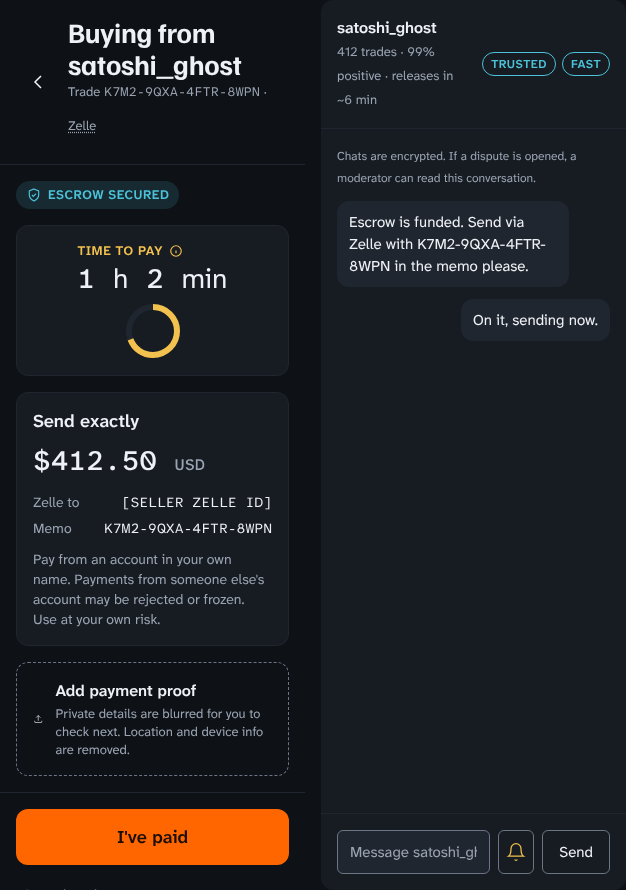 Buying from
satoshi_ghost
Trade K7M2-9QXA-4FTR-8WPN ·
Zelle
ESCROW SECURED
TIME TO PAY
1 h 2 min
Send exactly
$412.50 USD
Zelle to [SELLER ZELLE ID]
Memo K7M2-9QXA-4FTR-8WPN
Pay from an account in your own
name. Payments from someone else's
account may be rejected or frozen.
Use at your own risk.
Add payment proof
Private details are blurred for you to
check next. Location and device info
are removed.
I've paid
satoshi_ghost
412 trades · 99%
positive · releases in
~6 min
TRUSTED
FAST
Chats are encrypted. If a dispute is opened, a
moderator can read this conversation.
Escrow is funded. Send via
Zelle with K7M2-9QXA-4FTR-
8WPN in the memo please.
On it, sending now.
Message satoshi_gh
Send